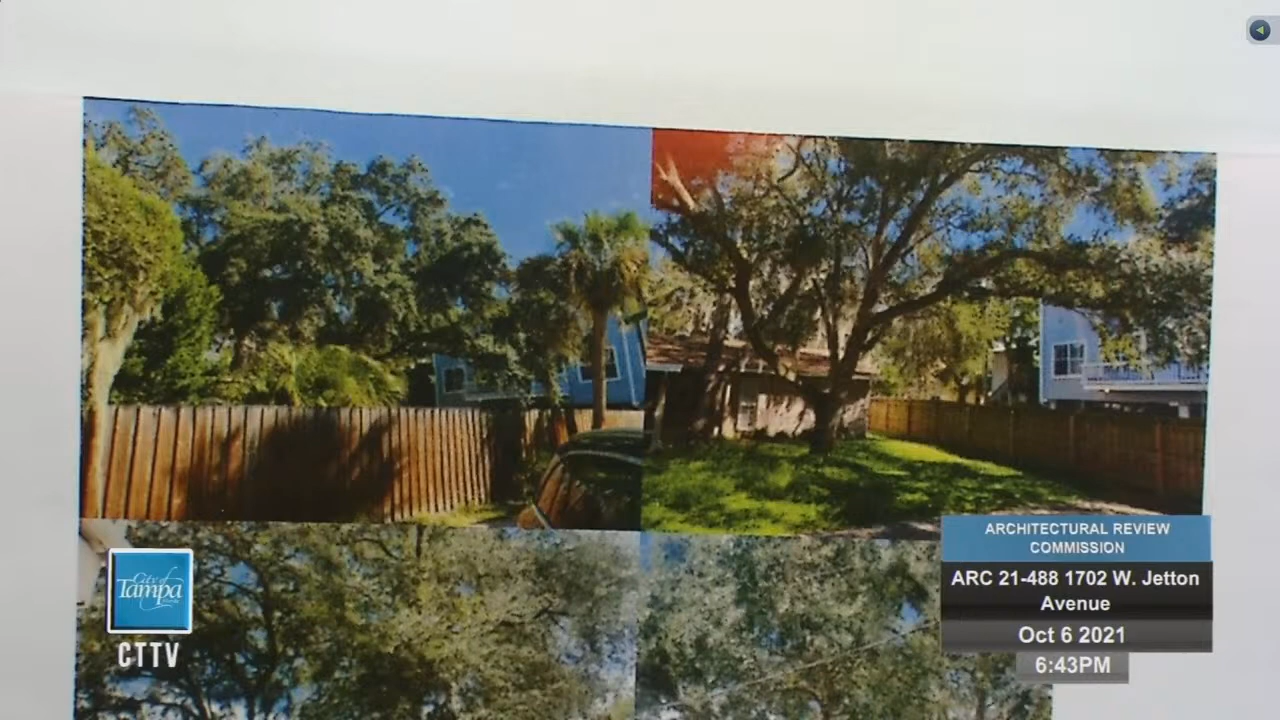 City of
Tampa
CTTV
ARCHITECTURAL REVIEW
COMMISSION
ARC 21-488 1702 W. Jetton
Avenue
Oct 6 2021
6:43PM